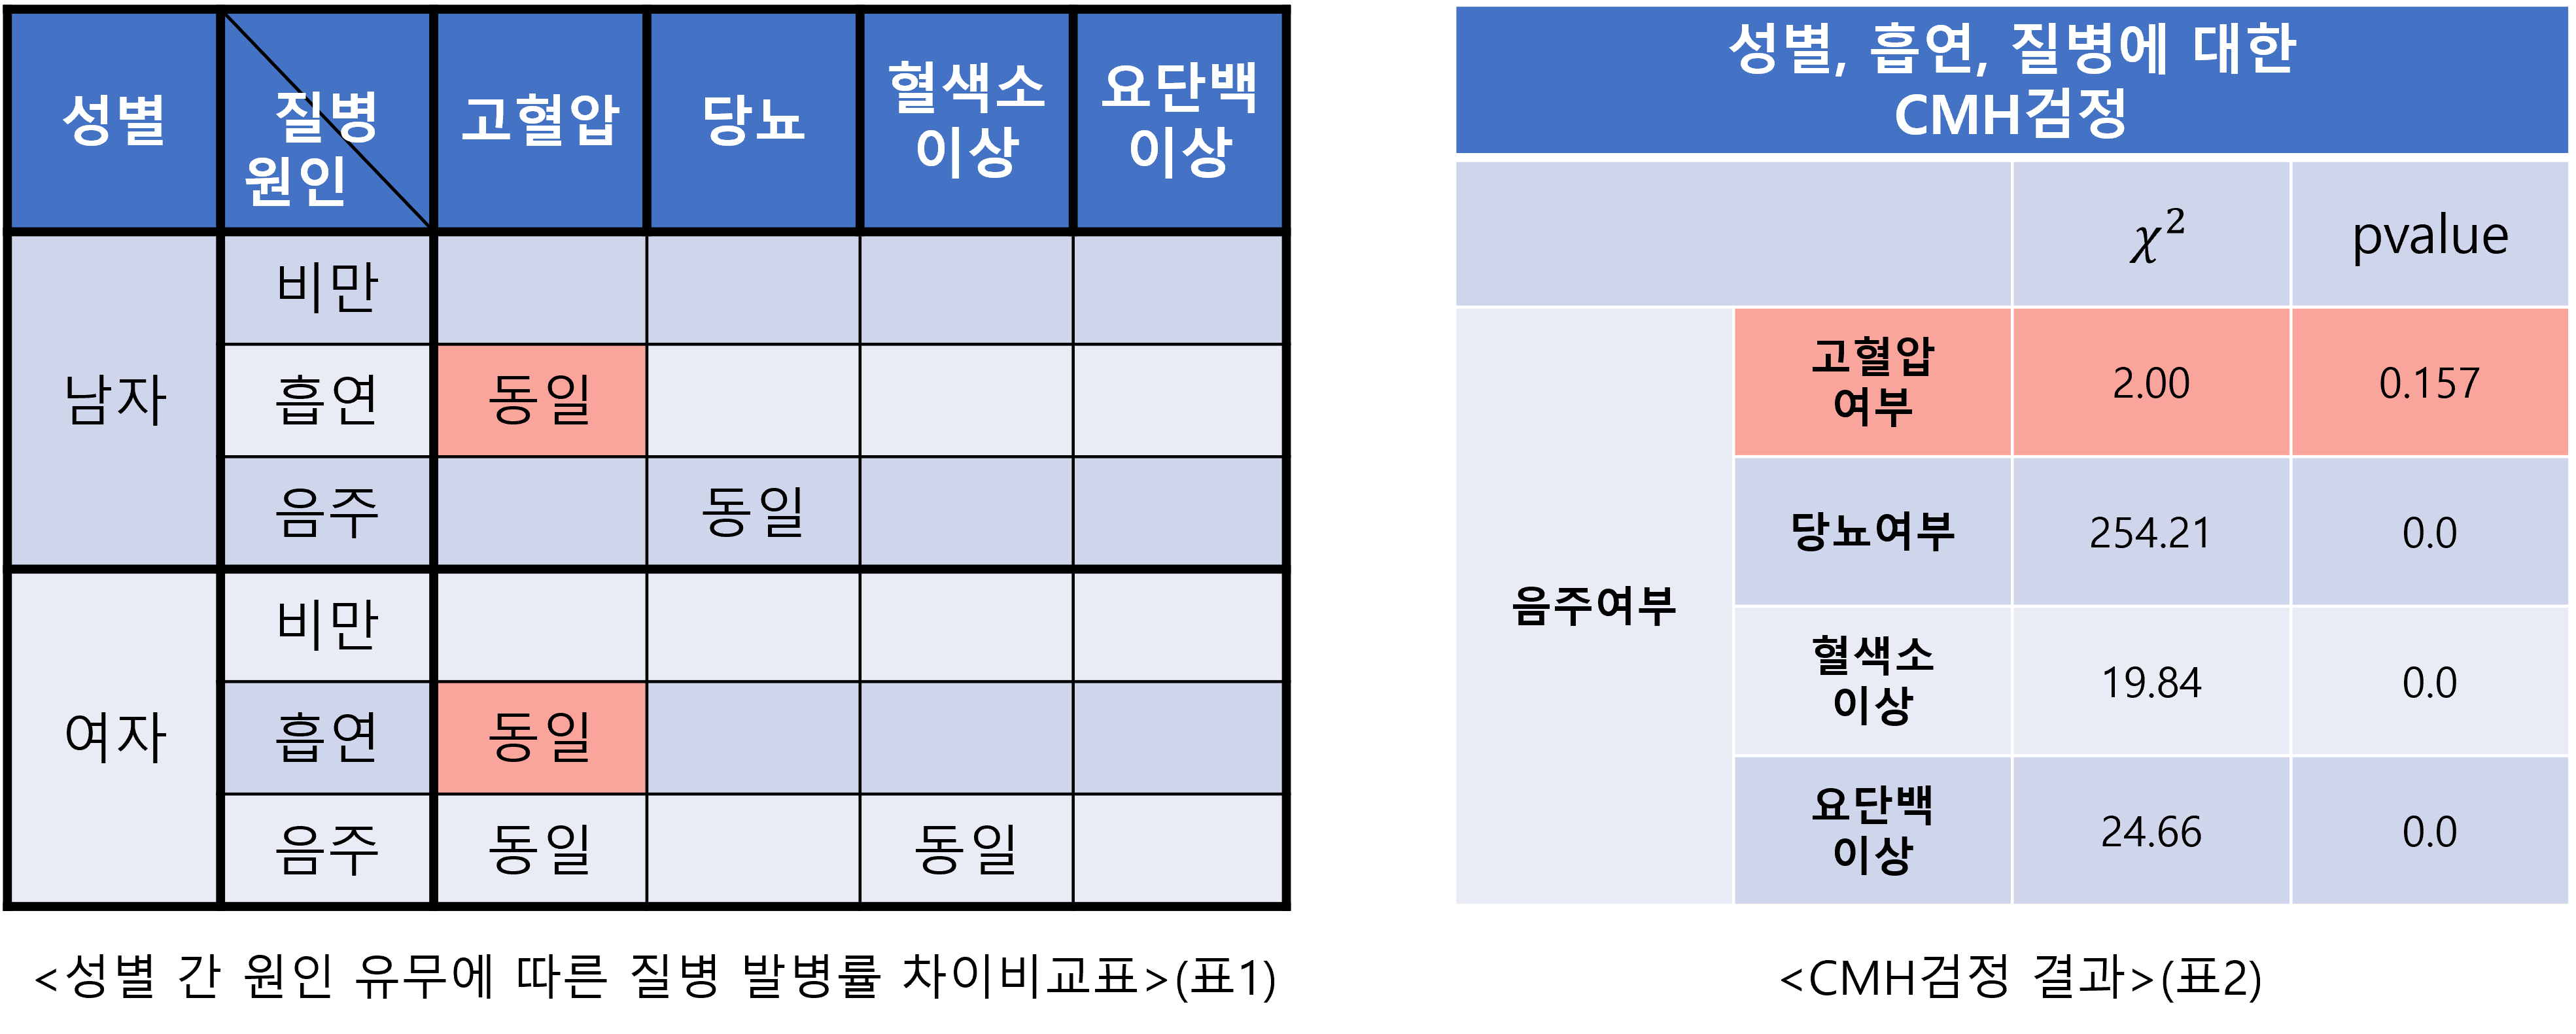 성별
질병
원인
고혈압
당뇨
혈색소
이상
요단백
이상
남자
비만
흡연
동일
음주
동일
여자
비만
흡연
동일
음주
동일
동일
<성별 간 원인 유무에 따른 질병 발병률 차이비교표>(표1)
성별, 흡연, 질병에 대한
CMH검정
χ²
pvalue
음주여부
고혈압
여부
2.00
0.157
당뇨여부
254.21
0.0
혈색소
이상
19.84
0.0
요단백
이상
24.66
0.0
<CMH검정 결과>(표2)